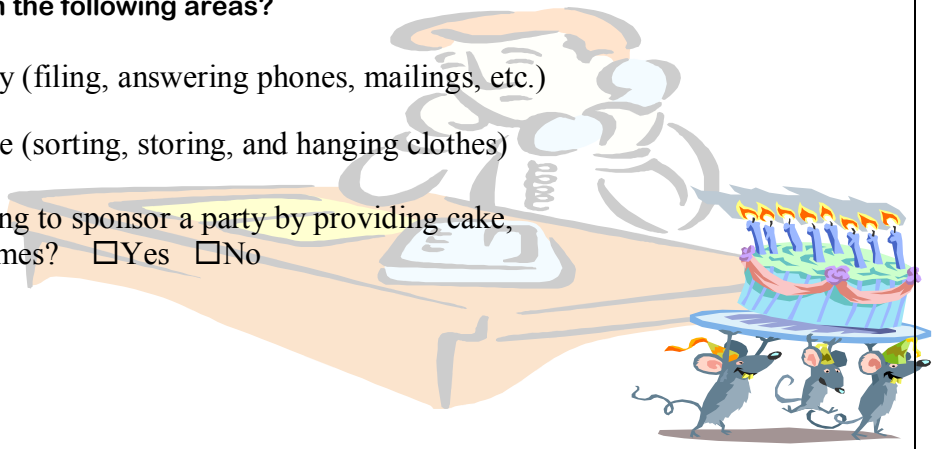 the following areas?
y (filing, answering phones, mailings, etc.)
e (sorting, storing, and hanging clothes)
ng to sponsor a party by providing cake,
mes? ☐Yes ☐No